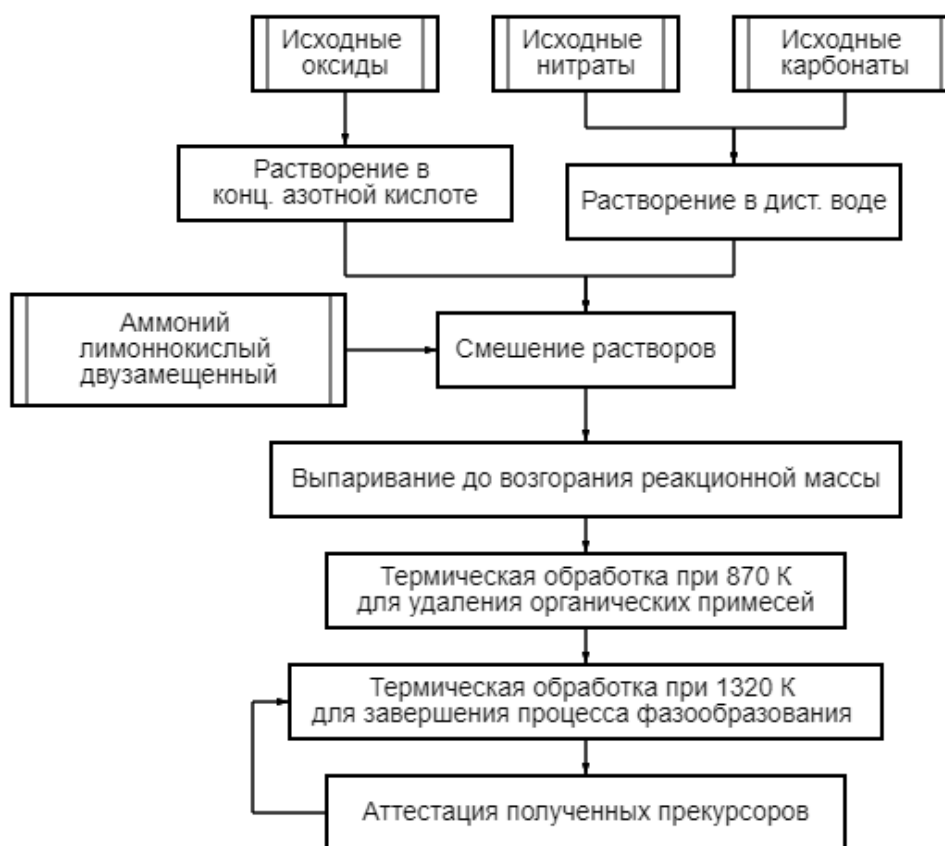 Исходные
оксиды
Исходные
нитраты
Исходные
карбонаты
Растворение в
конц. азотной кислоте
Растворение в дист. воде
Аммоний
лимоннокислый
двузамещенный
Смешение растворов
Выпаривание до возгорания реакционной массы
Термическая обработка при 870 К
для удаления органических примесей
Термическая обработка при 1320 К
для завершения процесса фазообразования
Аттестация полученных прекурсоров